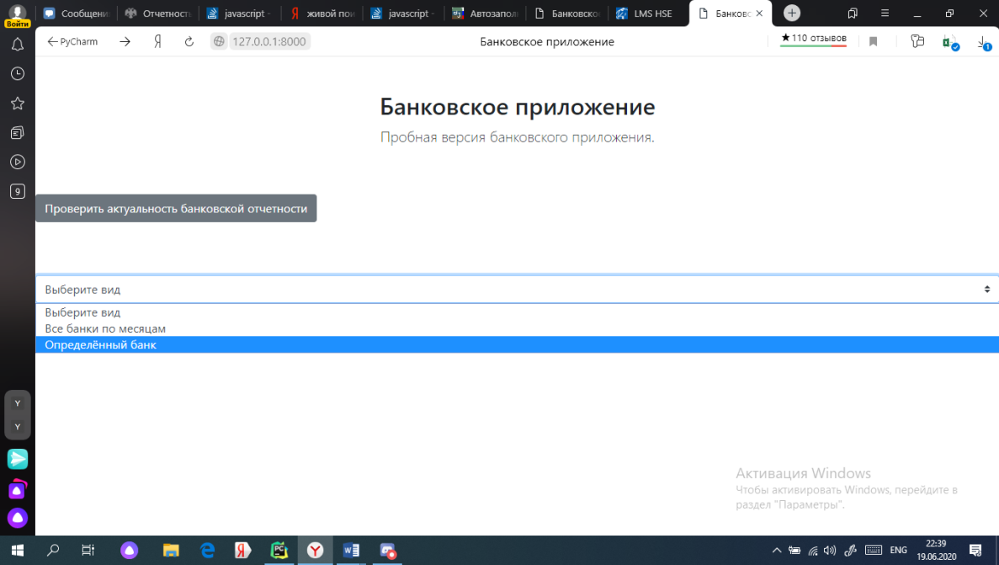 Сообщени
Отчетность
javascript -
живой пои
javascript -
Автозапол
Банковско
LMS HSE
Банковс
Войти
PyCharm
127.0.0.1:8000
Банковское приложение
★110 отзывов
1
Банковское приложение
Пробная версия банковского приложения.
9
Проверить актуальность банковской отчетности
Выберите вид
Выберите вид
Все банки по месяцам
Определённый банк
Y
Y
Активация Windows
Чтобы активировать Windows, перейдите в
раздел "Параметры".
ENG
22:39
19.06.2020